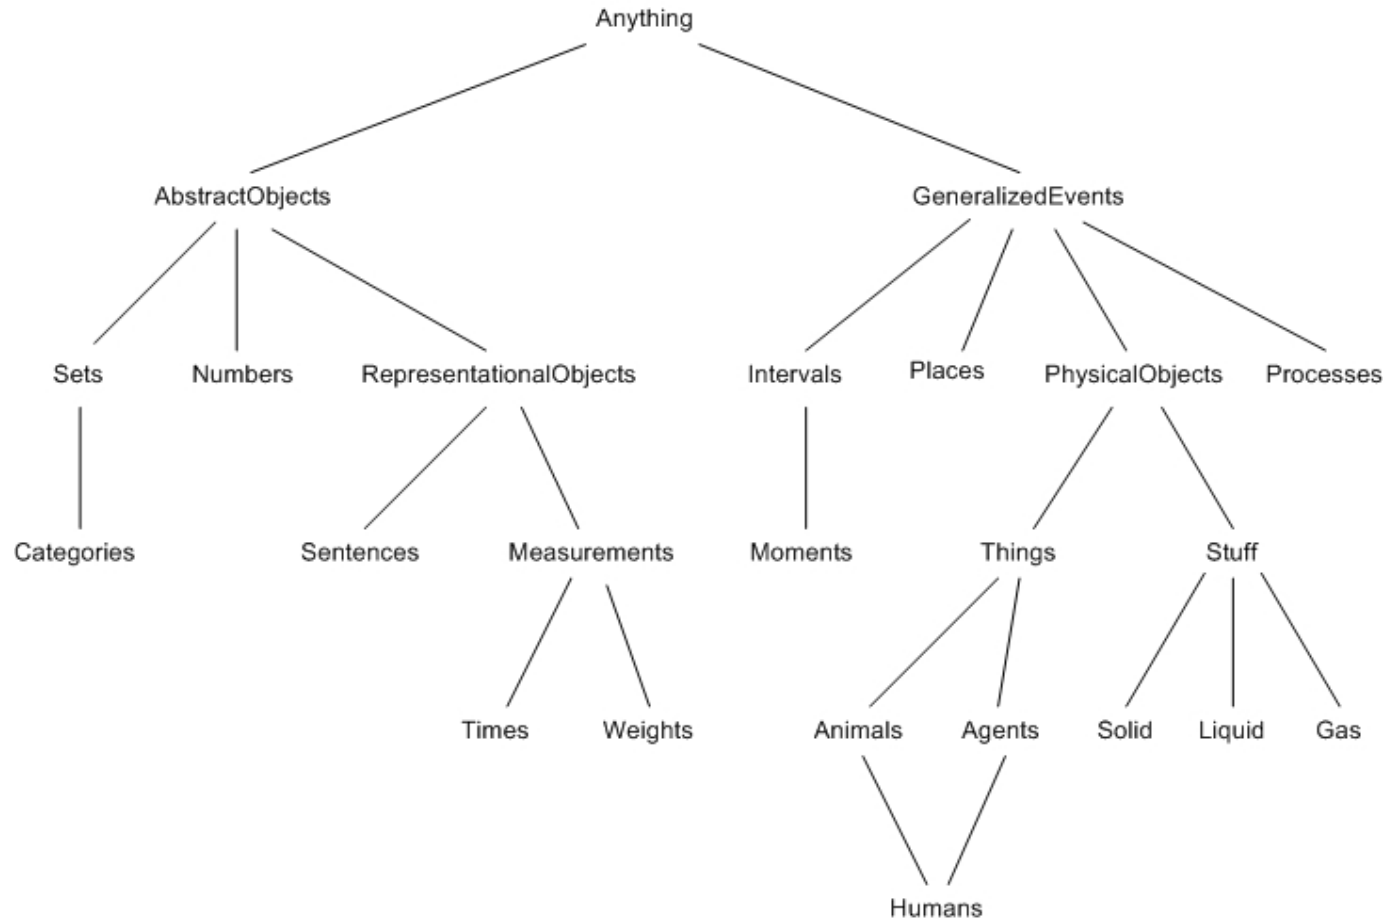 Anything
AbstractObjects GeneralizedEvents
Sets Numbers RepresentationalObjects Intervals Places PhysicalObjects Processes
Categories Sentences Measurements Moments Things Stuff
Times Weights Animals Agents Solid Liquid Gas
Humans